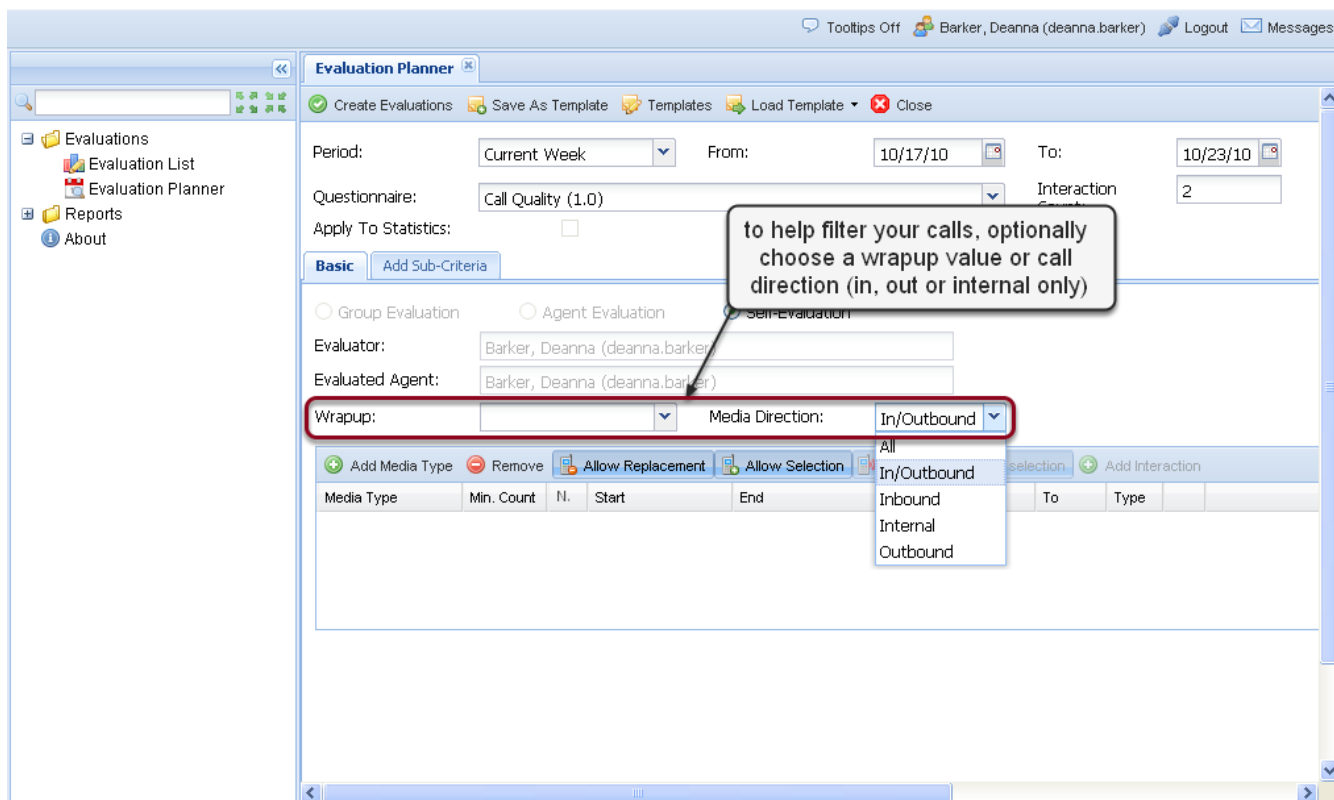 Tooltips Off Barker, Deanna (deanna.barker) Logout Messages
Evaluation Planner
Create Evaluations Save As Template Templates Load Template Close
Evaluations
Evaluation List
Evaluation Planner
Reports
About
Period: Current Week From: 10/17/10 To: 10/23/10
Questionnaire: Call Quality (1.0) Interaction 2
Apply To Statistics:
to help filter your calls, optionally
choose a wrapup value or call
direction (in, out or internal only)
Basic Add Sub-Criteria
Group Evaluation Agent Evaluation Self-Evaluation
Evaluator: Barker, Deanna (deanna.barker)
Evaluated Agent: Barker, Deanna (deanna.barker)
Wrapup: Media Direction: In/Outbound
All
In/Outbound
Inbound
Internal
Outbound
Add Media Type Remove Allow Replacement Allow Selection selection Add Interaction
Media Type Min. Count N. Start End To Type